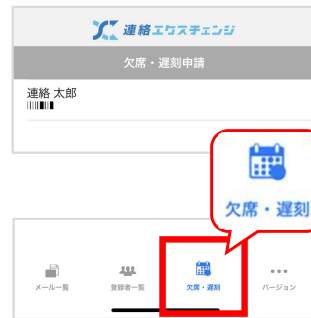 連絡エクスチェンジ
欠席・遅刻申請
連絡 太郎
欠席・遅刻
メール一覧
登録者一覧
欠席・遅刻
バージョン